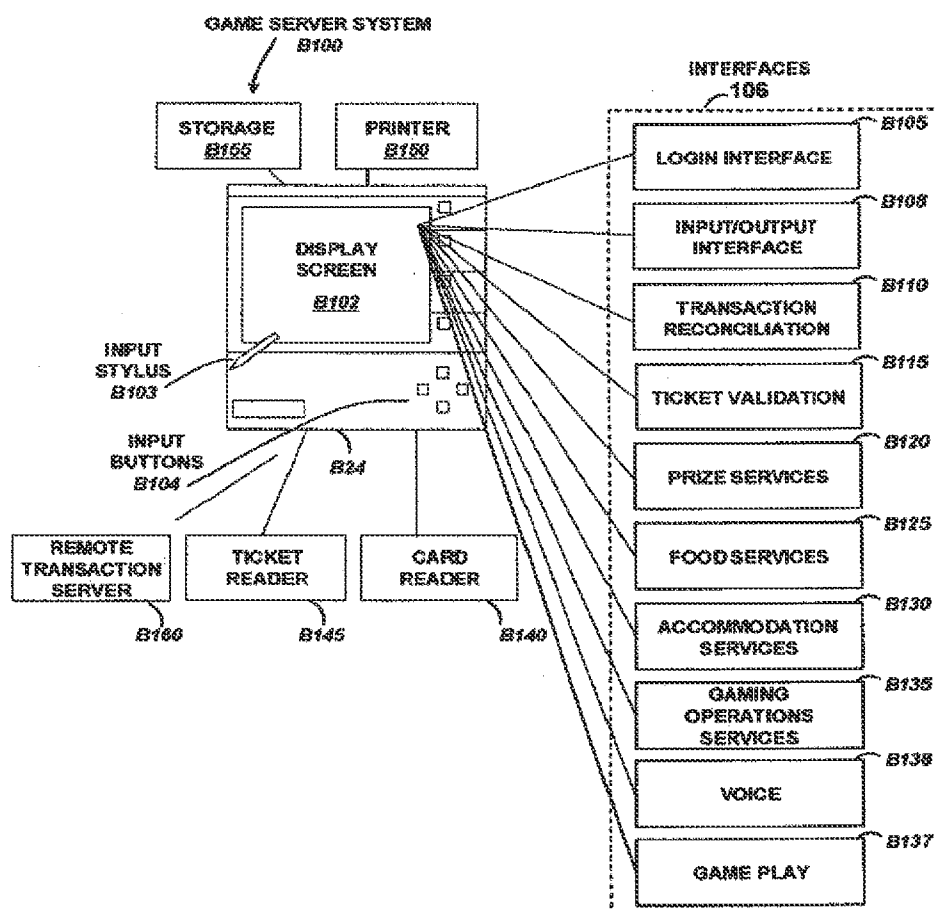 GAME SERVER SYSTEM
B100
STORAGE
B155
PRINTER
B150
DISPLAY
SCREEN
B102
INPUT
STYLUS
B103
INPUT
BUTTONS
B104
B24
REMOTE
TRANSACTION
SERVER
B160
TICKET
READER
B145
CARD
READER
B140
INTERFACES
106
LOGIN INTERFACE
B105
INPUT/OUTPUT
INTERFACE
B108
TRANSACTION
RECONCILIATION
B110
TICKET VALIDATION
B115
PRIZE SERVICES
B120
FOOD SERVICES
B125
ACCOMMODATION
SERVICES
B130
GAMING
OPERATIONS
SERVICES
B135
VOICE
B138
GAME PLAY
B137